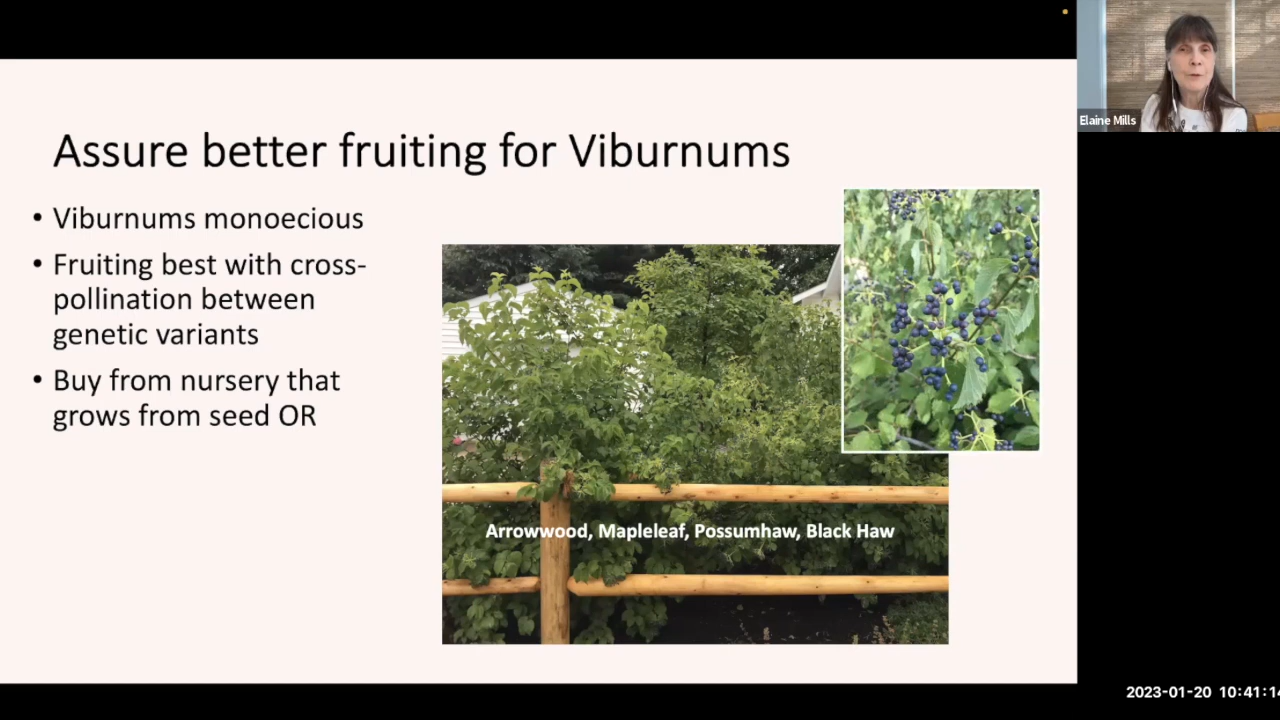 Assure better fruiting for Viburnums
• Viburnums monoecious
• Fruiting best with cross-
pollination between
genetic variants
• Buy from nursery that
grows from seed OR
Arrowwood, Mapleleaf, Possumhaw, Black Haw
Elaine Mills
2023-01-20 10:41:14